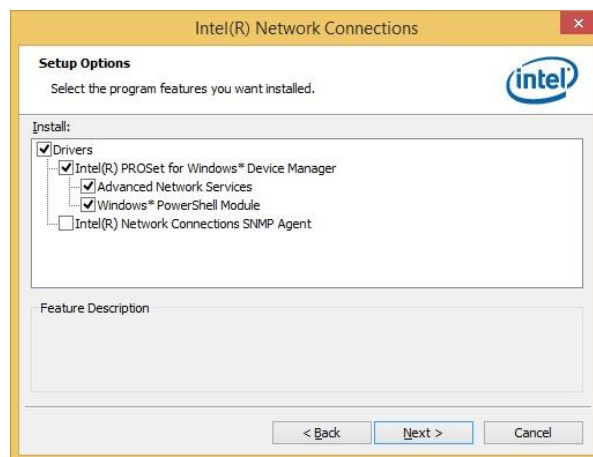 Intel(R) Network Connections
Setup Options
Select the program features you want installed.
intel
Install:
Drivers
Intel(R) PROSet for Windows* Device Manager
Advanced Network Services
Windows* PowerShell Module
Intel(R) Network Connections SNMP Agent
Feature Description
< Back Next > Cancel